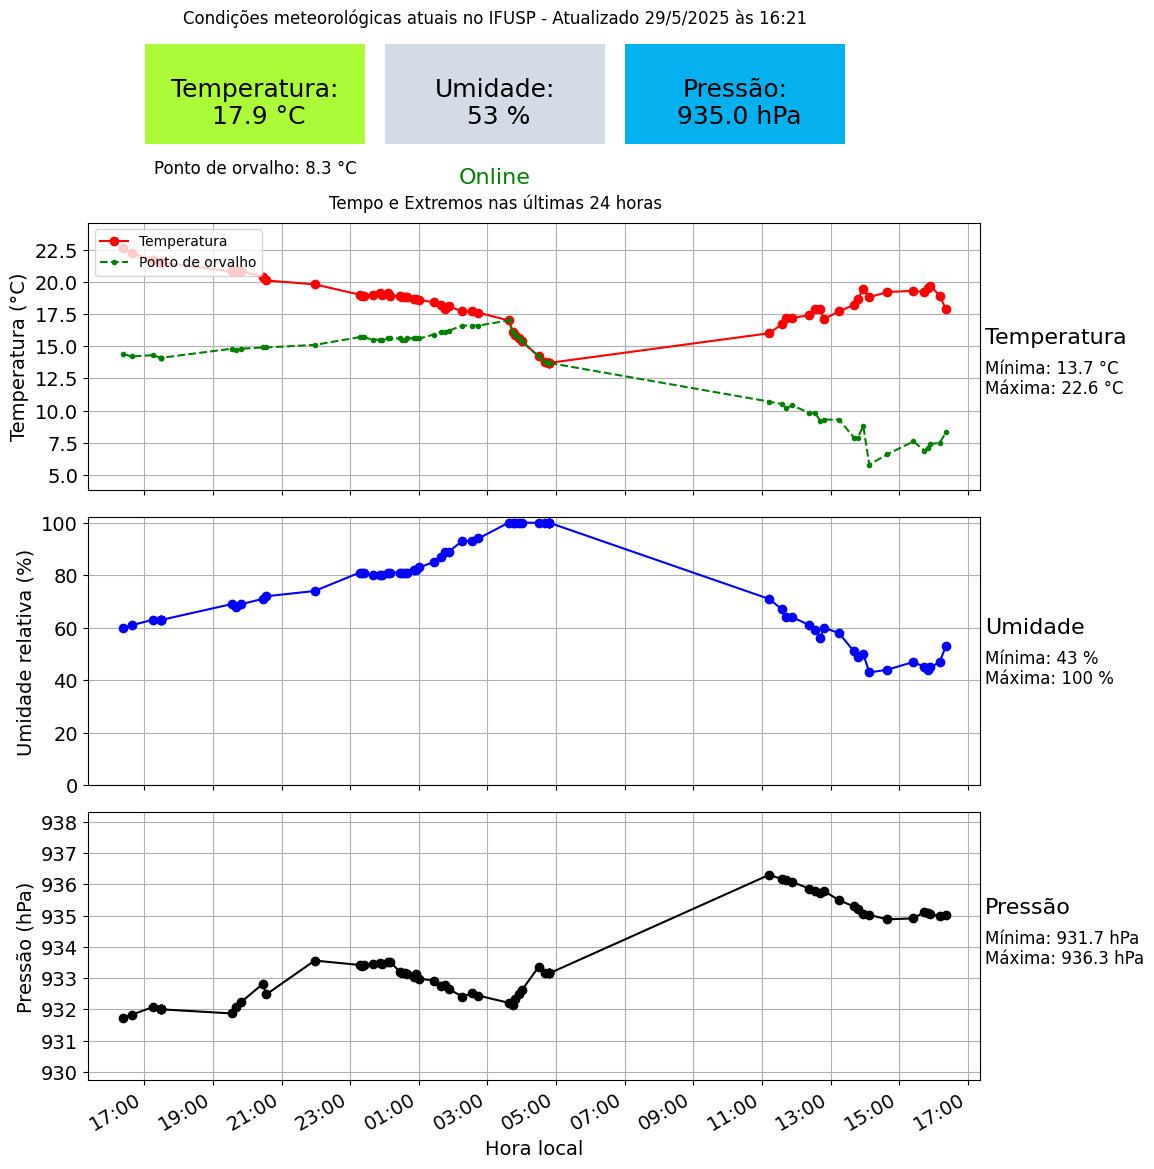 Condições meteorológicas atuais no IFUSP - Atualizado 29/5/2025 às 16:21
Temperatura:
17.9 °C
Umidade:
53 %
Pressão:
935.0 hPa
Ponto de orvalho: 8.3 °C
Online
Tempo e Extremos nas últimas 24 horas
Temperatura
Ponto de orvalho
Temperatura (°C)
22.5
20.0
17.5
15.0
12.5
10.0
7.5
5.0
Temperatura
Mínima: 13.7 °C
Máxima: 22.6 °C
Umidade relativa (%)
100
80
60
40
20
0
Umidade
Mínima: 43 %
Máxima: 100 %
Pressão (hPa)
938
937
936
935
934
933
932
931
930
Pressão
Mínima: 931.7 hPa
Máxima: 936.3 hPa
17:00 19:00 21:00 23:00 01:00 03:00 05:00 07:00 09:00 11:00 13:00 15:00 17:00
Hora local